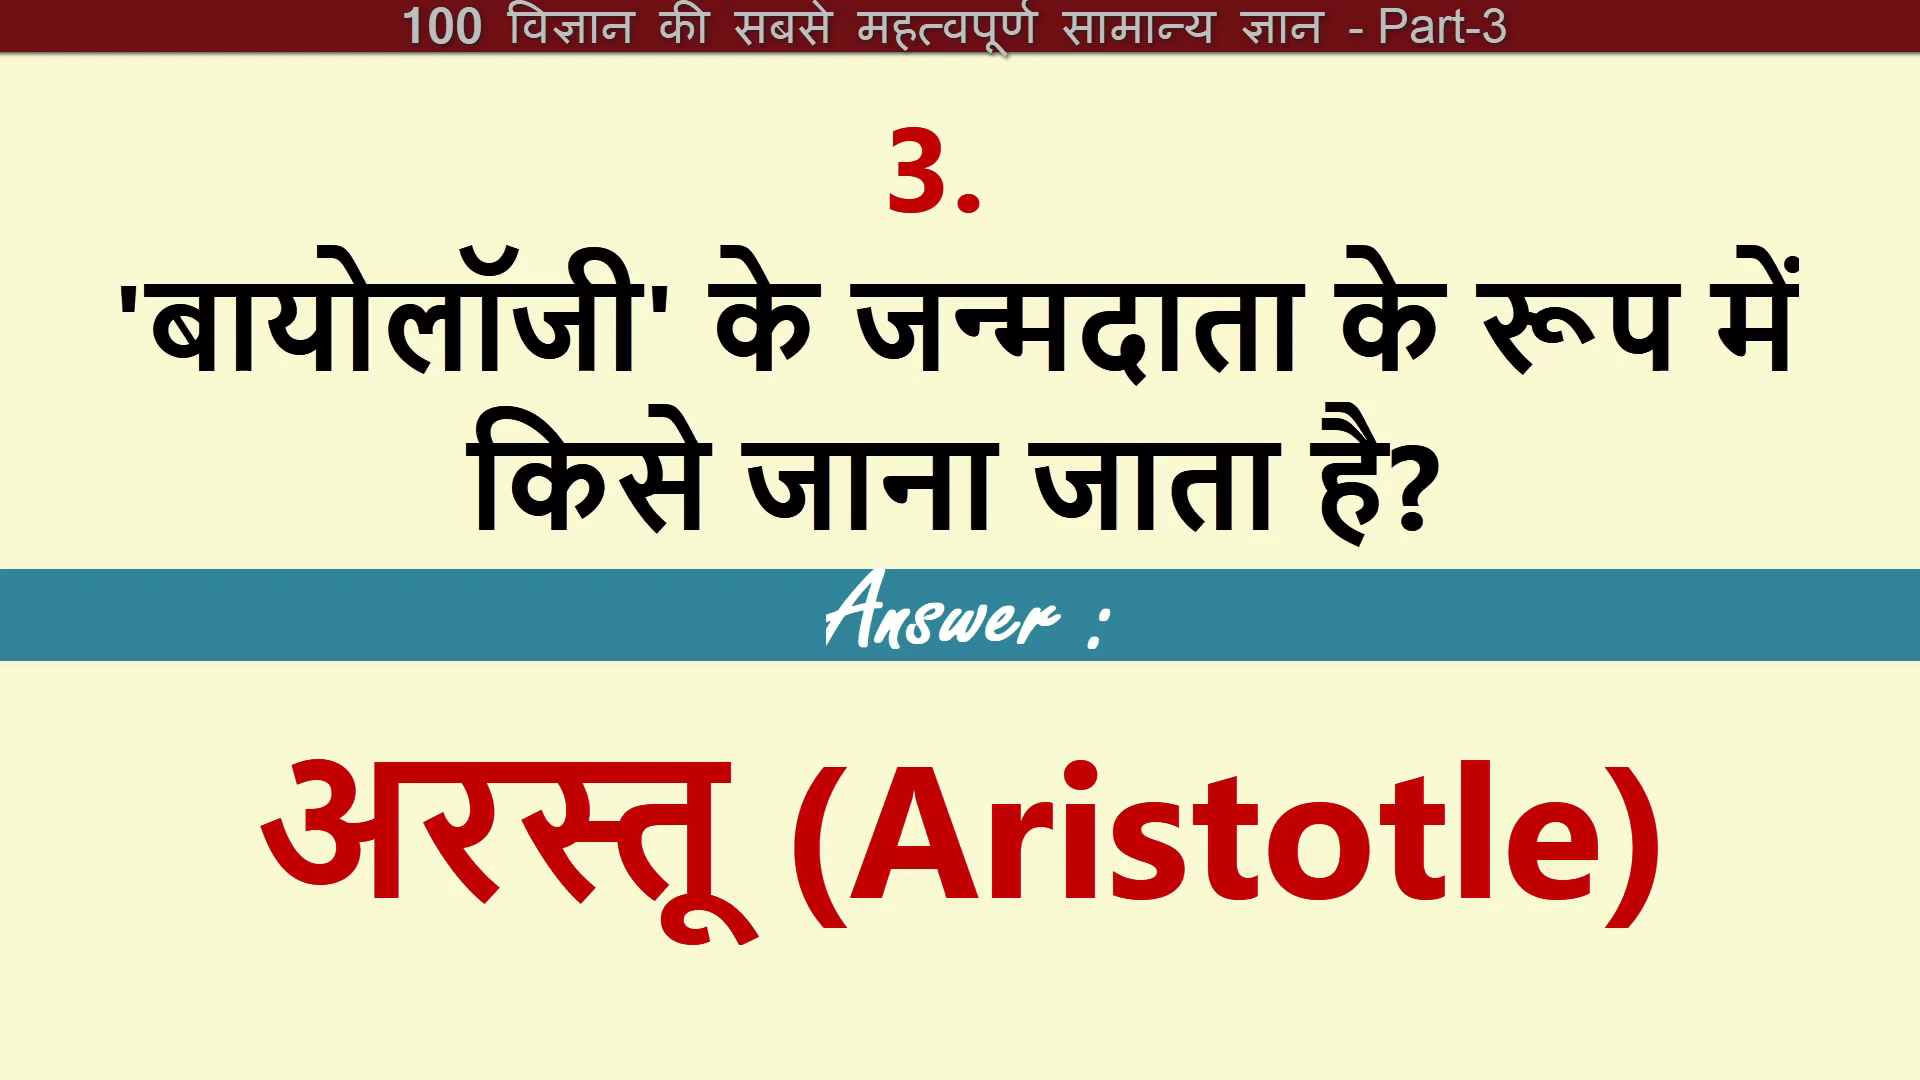 100 विज्ञान की सबसे महत्वपूर्ण सामान्य ज्ञान - Part-3
3.
'बायोलॉजी' के जन्मदाता के रूप में
किसे जाना जाता है?
Answer :
अरस्तू (Aristotle)